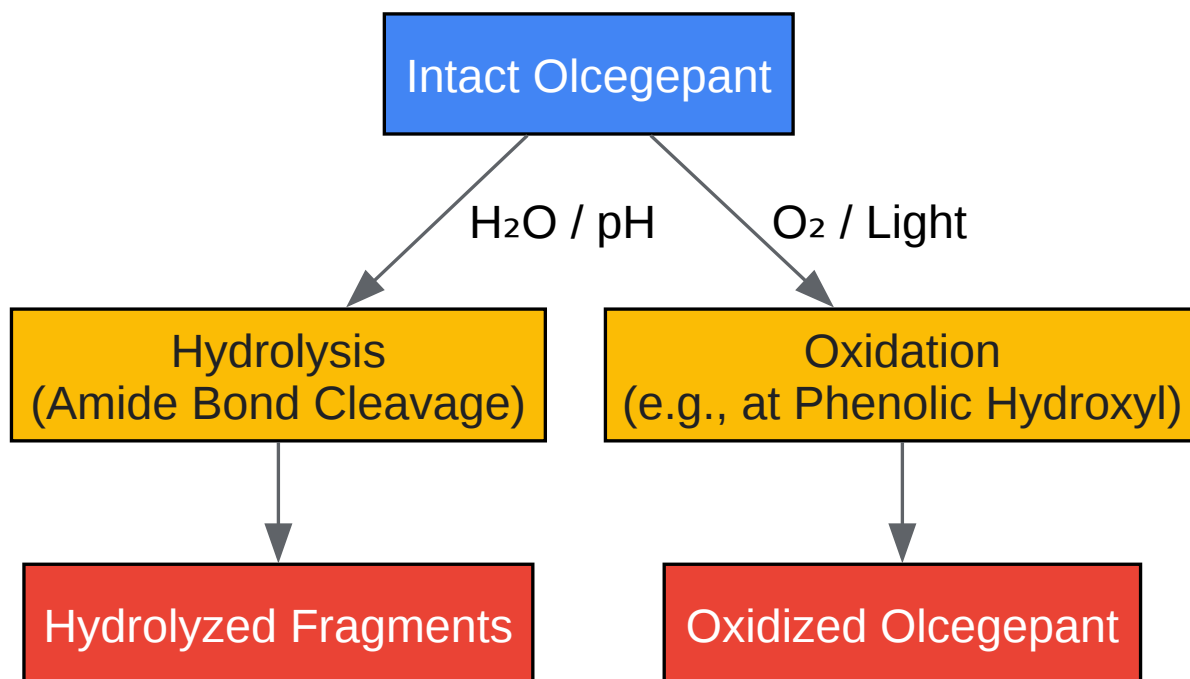 Intact Olcegepant
H₂O / pH
O₂ / Light
Hydrolysis
(Amide Bond Cleavage)
Oxidation
(e.g., at Phenolic Hydroxyl)
Hydrolyzed Fragments
Oxidized Olcegepant